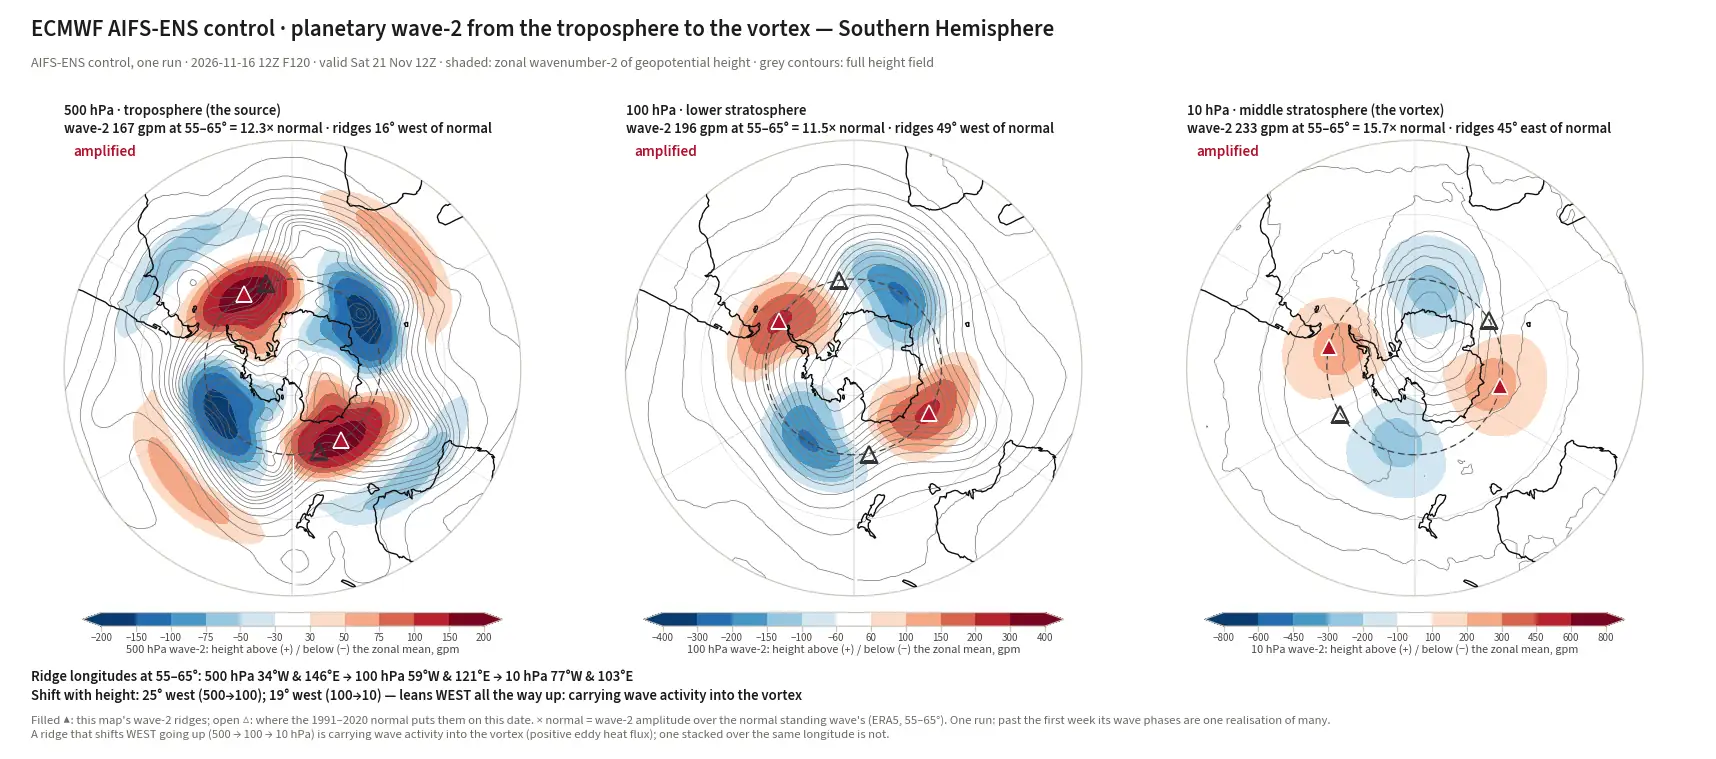 ECMWF AIFS-ENS control · planetary wave-2 from the troposphere to the vortex — Southern Hemisphere
AIFS-ENS control, one run · 2026-11-16 12Z F120 · valid Sat 21 Nov 12Z · shaded: zonal wavenumber-2 of geopotential height · grey contours: full height field
500 hPa · troposphere (the source)
wave-2 167 gpm at 55–65° = 12.3× normal · ridges 16° west of normal
amplified
100 hPa · lower stratosphere
wave-2 196 gpm at 55–65° = 11.5× normal · ridges 49° west of normal
amplified
10 hPa · middle stratosphere (the vortex)
wave-2 233 gpm at 55–65° = 15.7× normal · ridges 45° east of normal
amplified
−200 −150 −100 −75 −50 −30 30 50 75 100 150 200
500 hPa wave-2: height above (+) / below (−) the zonal mean, gpm
−400 −300 −200 −150 −100 −60 60 100 150 200 300 400
100 hPa wave-2: height above (+) / below (−) the zonal mean, gpm
−800 −600 −450 −300 −200 −100 100 200 300 450 600 800
10 hPa wave-2: height above (+) / below (−) the zonal mean, gpm
Ridge longitudes at 55–65°: 500 hPa 34°W & 146°E → 100 hPa 59°W & 121°E → 10 hPa 77°W & 103°E
Shift with height: 25° west (500→100); 19° west (100→10) — leans WEST all the way up: carrying wave activity into the vortex
Filled ▲: this map's wave-2 ridges; open △: where the 1991–2020 normal puts them on this date. × normal = wave-2 amplitude over the normal standing wave's (ERA5, 55–65°). One run: past the first week its wave phases are one realisation of many.
A ridge that shifts WEST going up (500 → 100 → 10 hPa) is carrying wave activity into the vortex (positive eddy heat flux); one stacked over the same longitude is not.